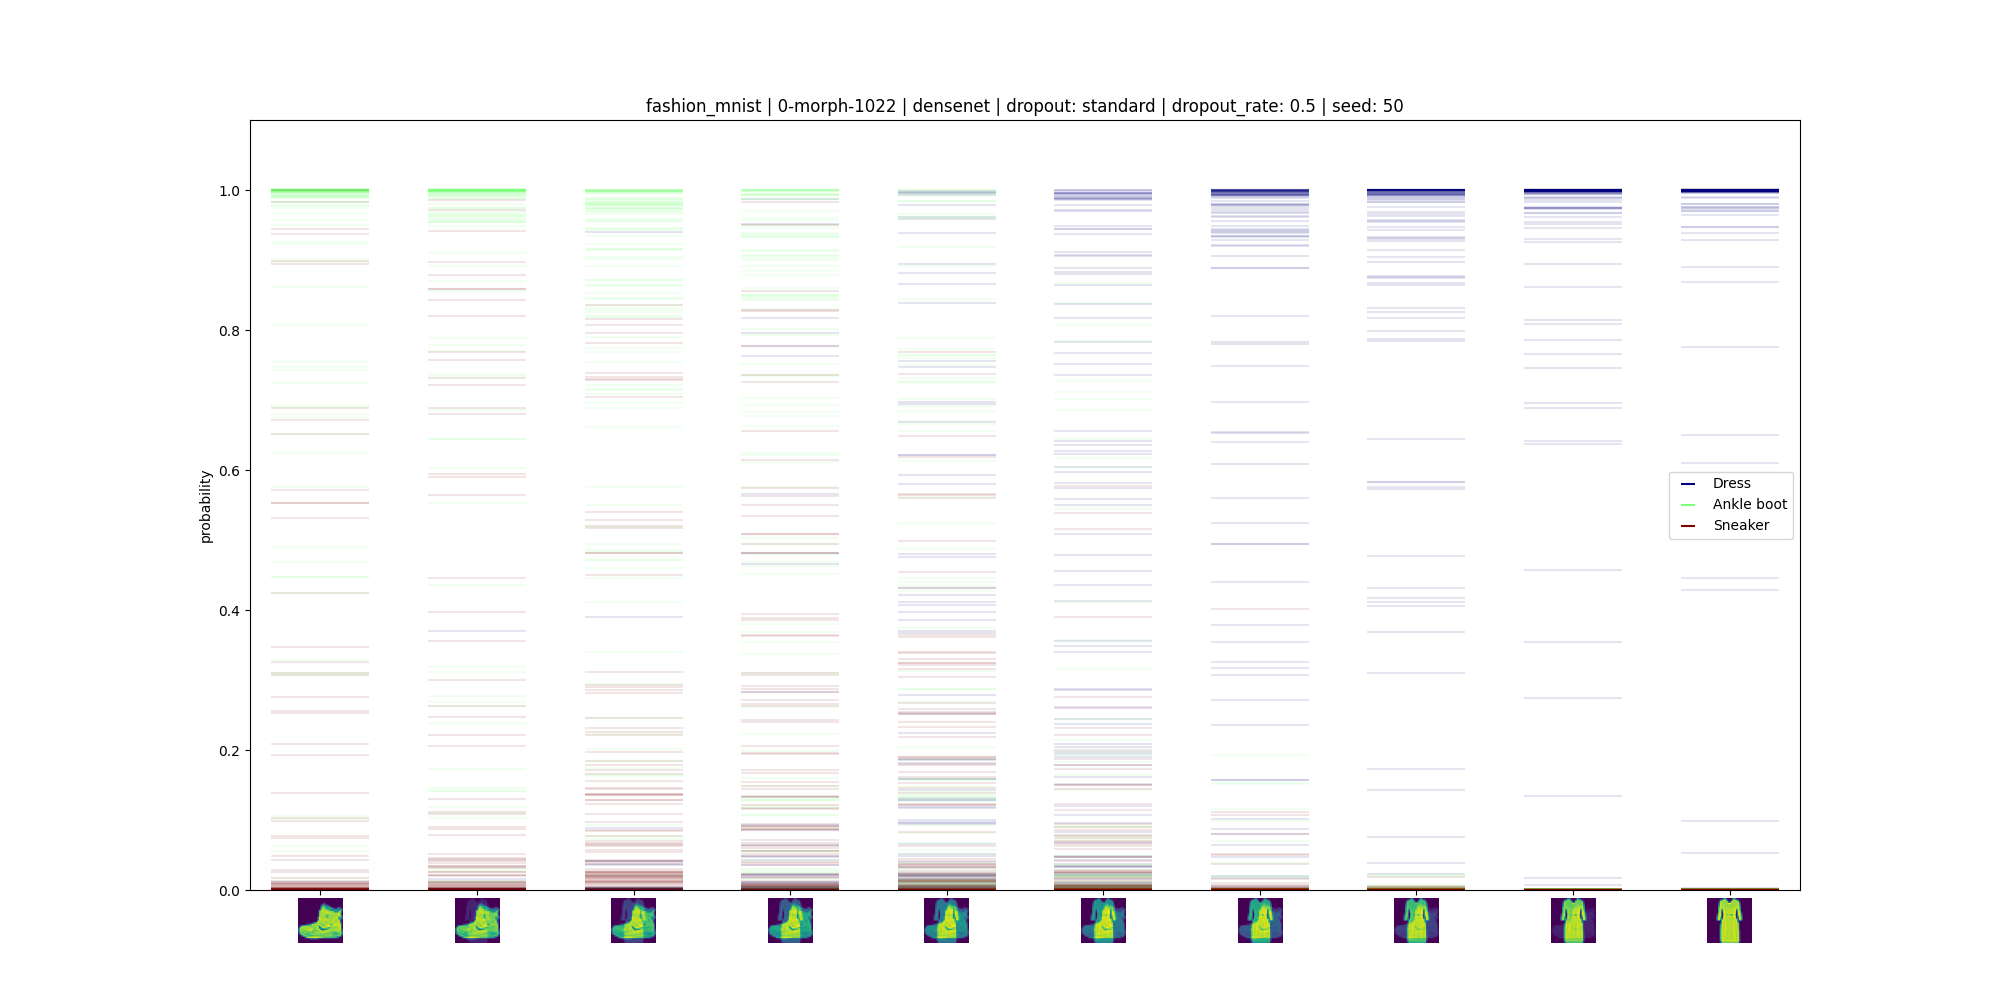 fashion_mnist | 0-morph-1022 | densenet | dropout: standard | dropout_rate: 0.5 | seed: 50
1.0
0.8
0.6
0.4
0.2
0.0
probability
Dress
Ankle boot
Sneaker